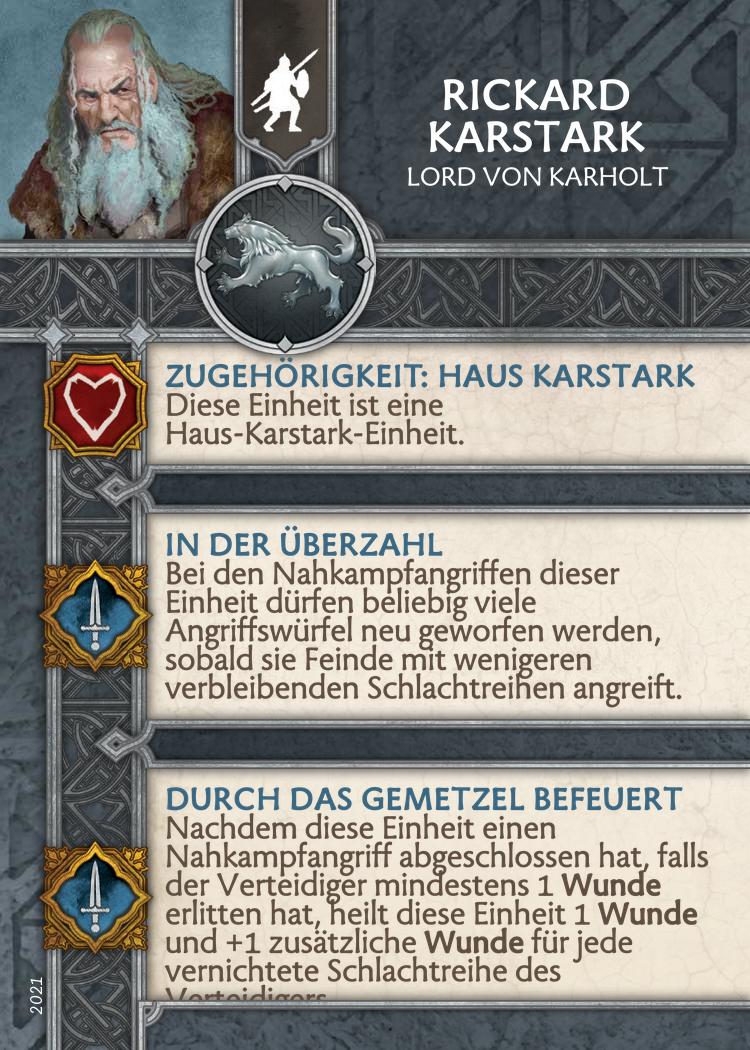 RICKARD
KARSTARK
LORD VON KARHOLT
ZUGEHÖRIGKEIT: HAUS KARSTARK
Diese Einheit ist eine
Haus-Karstark-Einheit.
IN DER ÜBERZAHL
Bei den Nahkampfangriffen dieser
Einheit dürfen beliebig viele
Angriffswürfel neu geworfen werden,
sobald sie Feinde mit wenigeren
verbleibenden Schlachtreihen angreift.
DURCH DAS GEMETZEL BEFEUERT
Nachdem diese Einheit einen
Nahkampfangriff abgeschlossen hat, falls
der Verteidiger mindestens 1 Wunde
erlitten hat, heilt diese Einheit 1 Wunde
und +1 zusätzliche Wunde für jede
vernichtete Schlachtreihe des
Verteidigers
2021